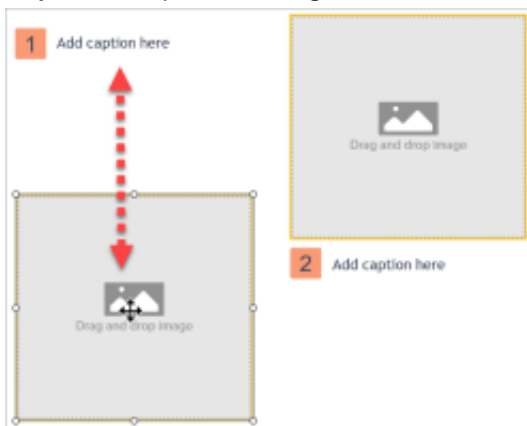 1 Add caption here
Drag and drop image
2 Add caption here
Drag and drop image